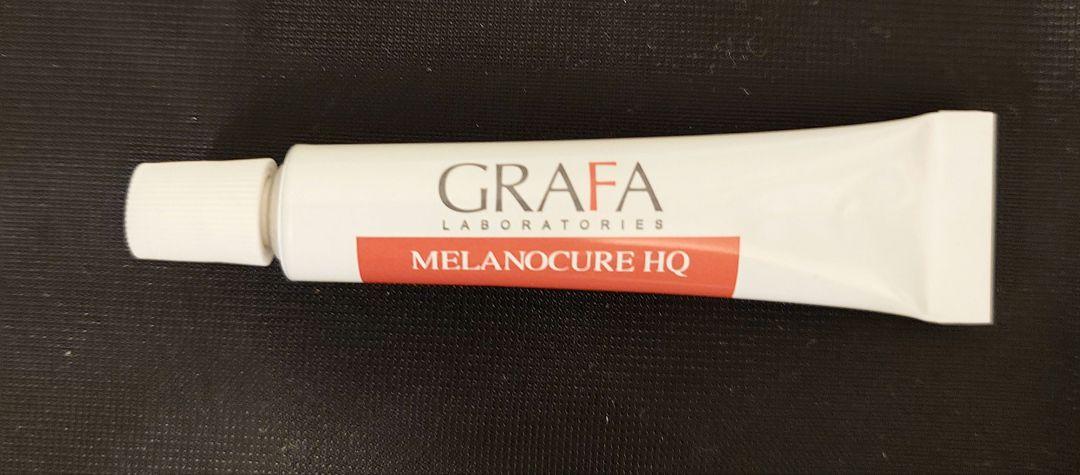 GRAFA
LABORATORIES
MELANOCURE HQ